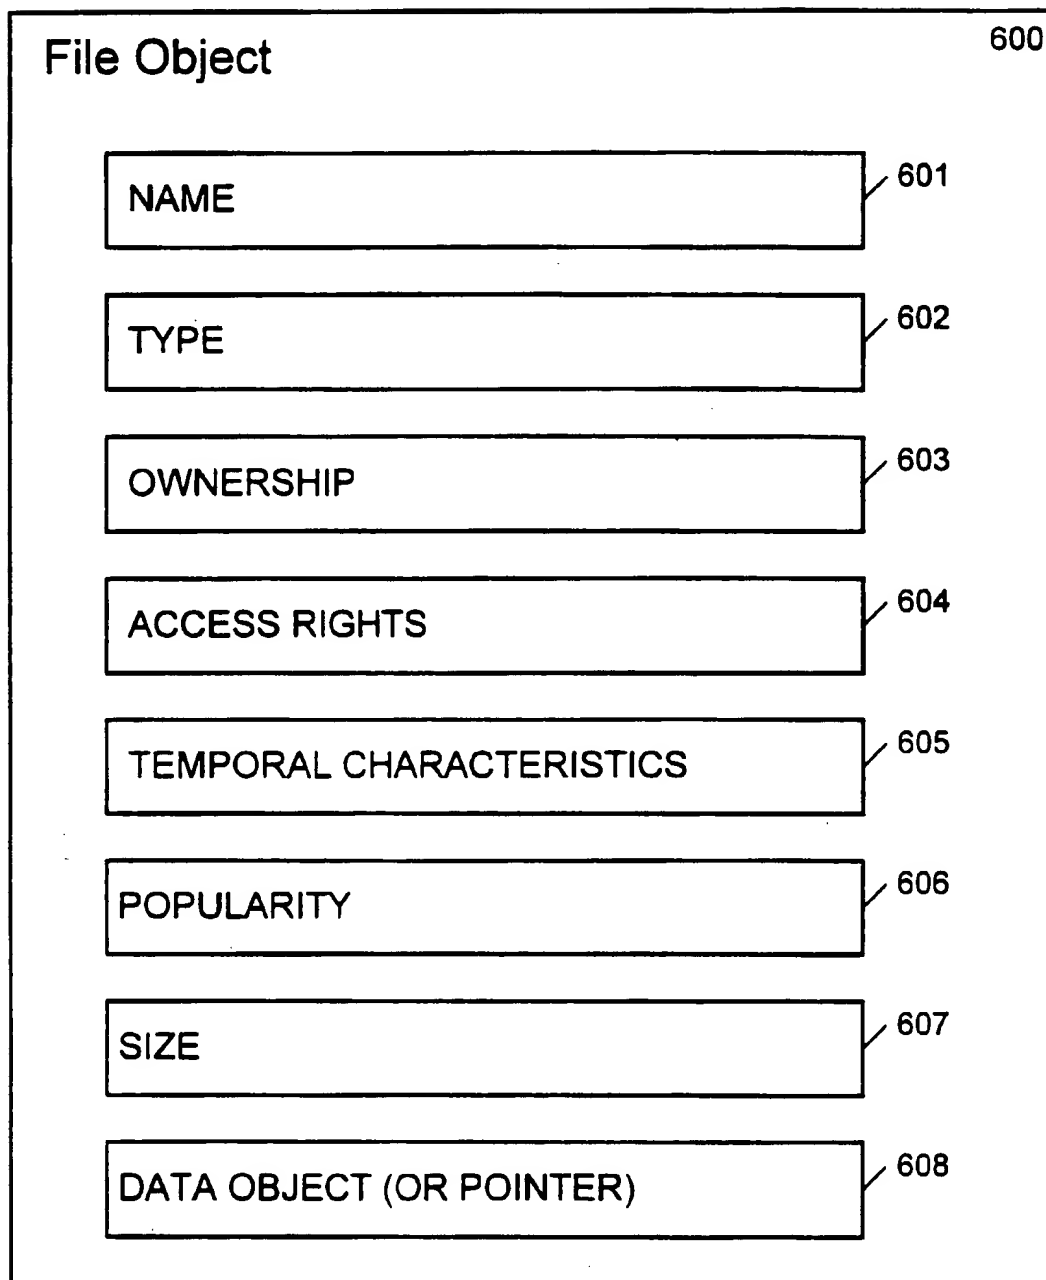 File Object
600
NAME
601
TYPE
602
OWNERSHIP
603
ACCESS RIGHTS
604
TEMPORAL CHARACTERISTICS
605
POPULARITY
606
SIZE
607
DATA OBJECT (OR POINTER)
608